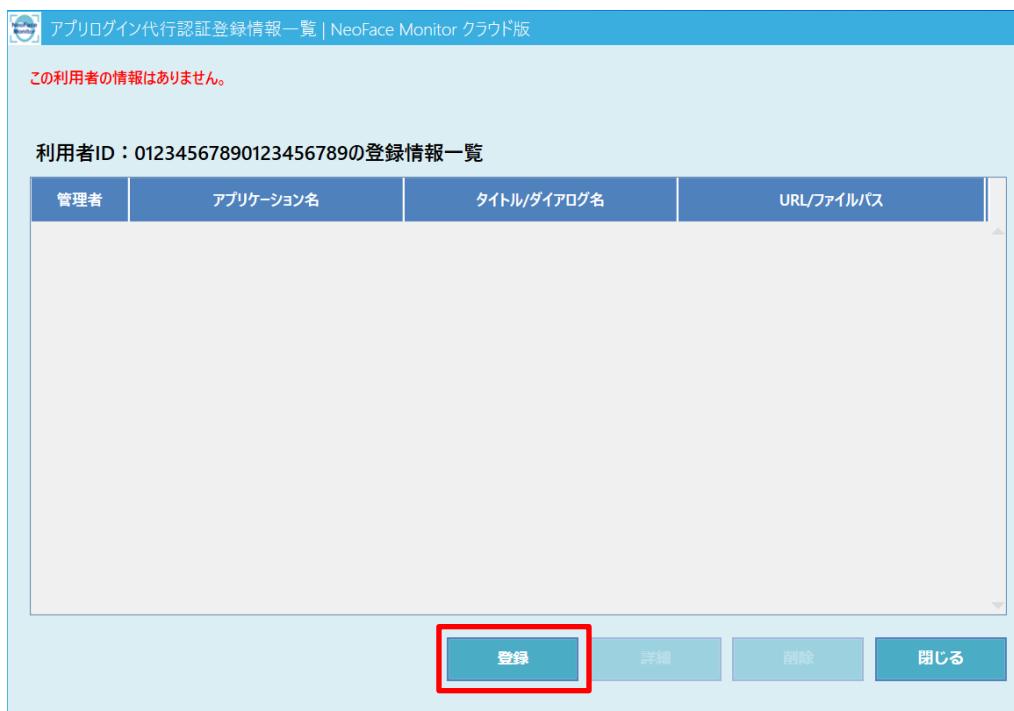 NeoFace
Monitor
アプリログイン代行認証登録情報一覧 | NeoFace Monitor クラウド版
この利用者の情報はありません。
利用者ID：01234567890123456789の登録情報一覧
管理者 アプリケーション名 タイトル/ダイアログ名 URL/ファイルパス
登録 詳細 削除 閉じる